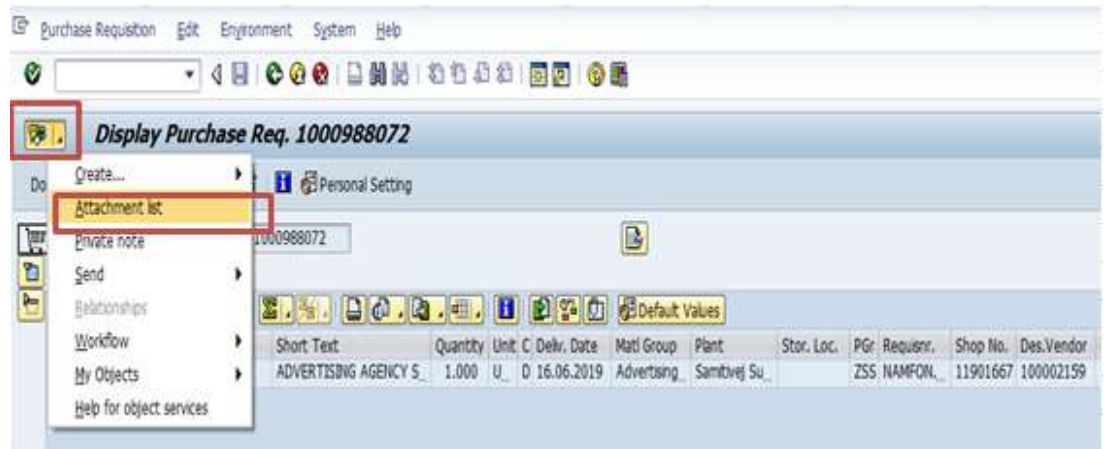 Purchase Requisition Edit Environment System Help
Display Purchase Req. 1000988072
Do
Create....
Personal Setting
Attachment list
Private note
1000988072
Send
Relationships
Default Values
Workflow
Short Text Quantity Unit C Deliv. Date Matl Group Plant Stor. Loc. PGr Requisnr. Shop No. Des.Vendor
My Objects
ADVERTISING AGENCY S_ 1.000 U_ D 16.06.2019 Advertising_ Samitivej Su_ ZSS NAMFON._ 11901667 100002159
Help for object services